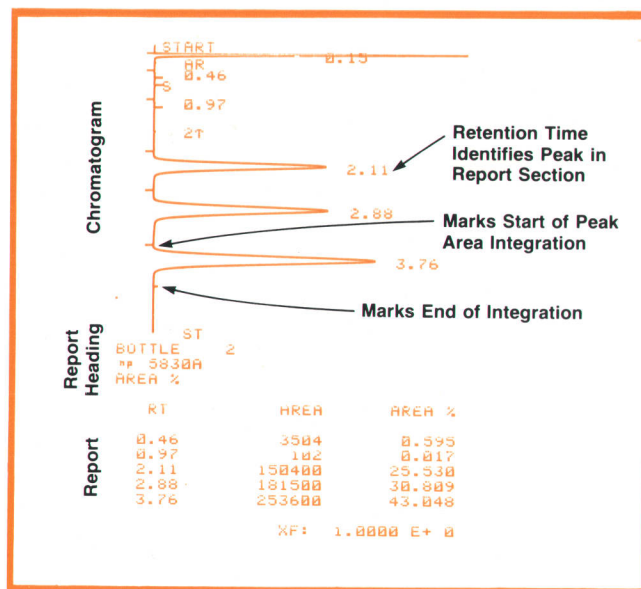 START
0.15
AR
0.46
S
0.97
2↑
2.11
2.88
3.76
Retention Time
Identifies Peak in
Report Section
Marks Start of Peak
Area Integration
Marks End of Integration
Chromatogram
Report
Heading
ST
BOTTLE 2
hp 5830A
AREA %
Report
RT AREA AREA %
0.46 3504 0.595
0.97 102 0.017
2.11 150400 25.530
2.88 181500 30.809
3.76 253600 43.048
XF: 1.0000 E+ 0